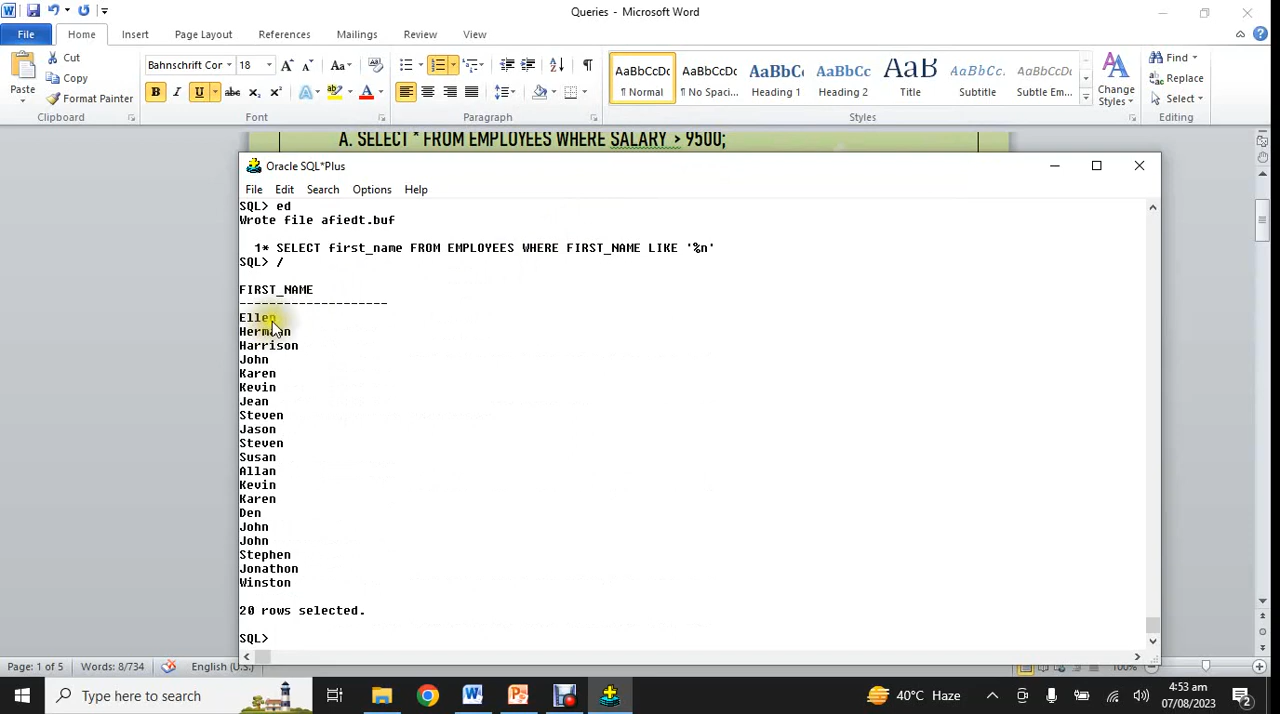 Queries - Microsoft Word
File Home Insert Page Layout References Mailings Review View
Cut
Copy
Format Painter
Paste
Clipboard
Bahnschrift Cor 18
Font
Paragraph
AaBbCcDc AaBbCcDc AaBbCc AaBbCc AaB AaBbCc. AaBbCcDc
¶ Normal ¶ No Spaci... Heading 1 Heading 2 Title Subtitle Subtle Em...
Change Styles
Styles
Find
Replace
Select
Editing
A. SELECT * FROM EMPLOYEES WHERE SALARY > 9500;
Oracle SQL*Plus
File Edit Search Options Help
SQL> ed
Wrote file afiedt.buf
1* SELECT first_name FROM EMPLOYEES WHERE FIRST_NAME LIKE '%n'
SQL> /
FIRST_NAME
--------------------
Ellen
Hermann
Harrison
John
Karen
Kevin
Jean
Steven
Jason
Steven
Susan
Allan
Kevin
Karen
Den
John
John
Stephen
Jonathon
Winston
20 rows selected.
SQL>
Page: 1 of 5 Words: 8/734 English (U.S.) 100%
Type here to search
40°C Haze
4:53 am
07/08/2023
2